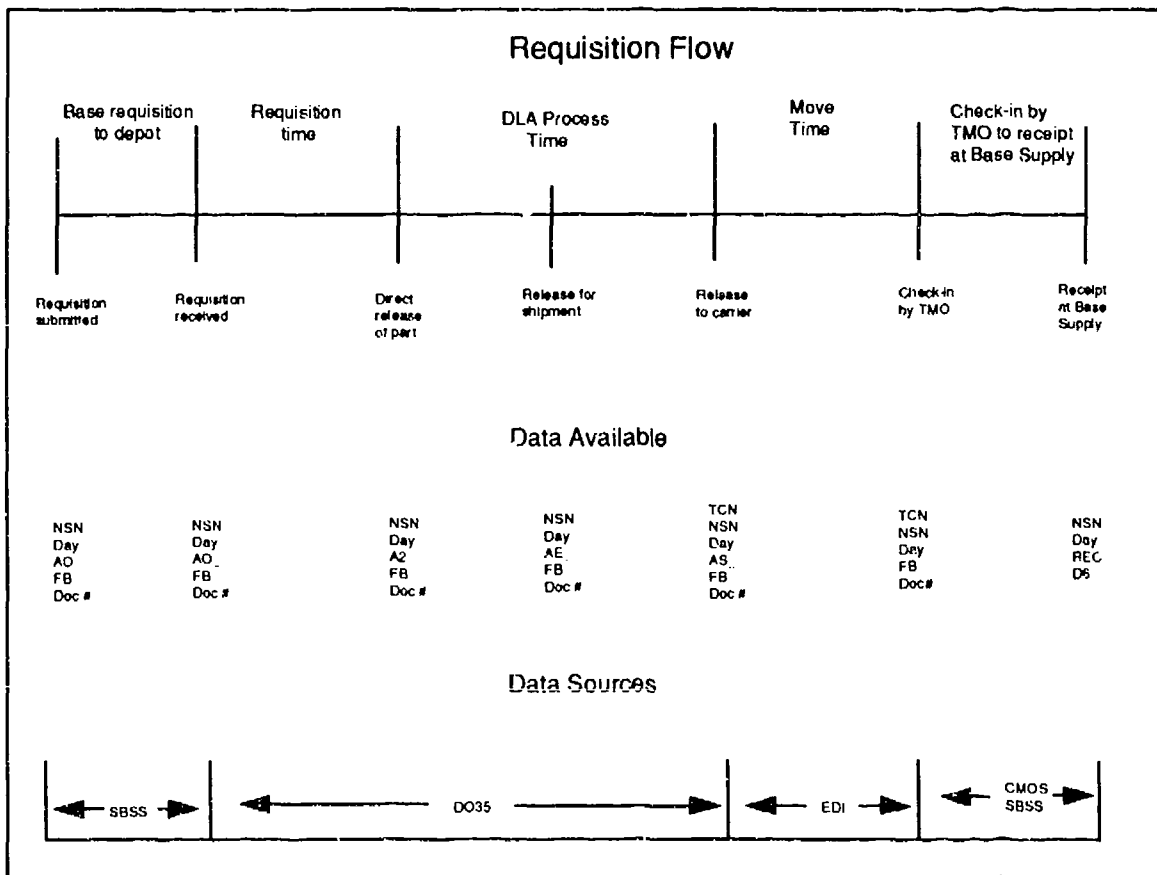 Requisition Flow
Base requisition
to depot
Requisition
time
DLA Process
Time
Move
Time
Check-in by
TMO to receipt
at Base Supply
Requisition
submitted
Requisition
received
Direct
release
of part
Release for
shipment
Release
to carrier
Check-in
by TMO
Receipt
at Base
Supply
Data Available
NSN
Day
AO
FB
Doc #
NSN
Day
AO_
FB
Doc #
NSN
Day
A2
FB
Doc #
NSN
Day
AE_
FB
Doc #
TCN
NSN
Day
AS_
FB
Doc #
TCN
NSN
Day
FB
Doc#
NSN
Day
REC
D6
Data Sources
SBSS
DO35
EDI
CMOS
SBSS